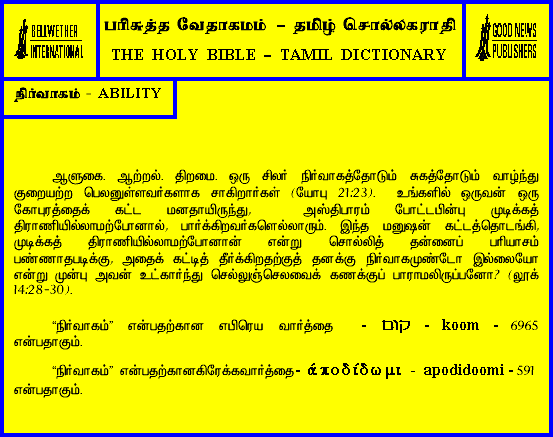 BELLWETHER
INTERNATIONAL
பரிசுத்த வேதாகமம் – தமிழ் சொல்லகராதி
THE HOLY BIBLE – TAMIL DICTIONARY
GOOD NEWS
PUBLISHERS
நிர்வாகம் - ABILITY
ஆளுகை. ஆற்றல். திறமை. ஒரு சிலர் நிர்வாகத்தோடும் சுகத்தோடும் வாழ்ந்து
குறையற்ற பெலனுள்ளவர்களாக சாகிறார்கள் (யோபு 21:23). உங்களில் ஒருவன் ஒரு
கோபுரத்தைக் கட்ட மனதாயிருந்து, அஸ்திபாரம் போட்டபின்பு முடிக்கத்
திராணியில்லாமற்போனால், பார்க்கிறவர்களெல்லாரும். இந்த மனுஷன் கட்டத்தொடங்கி,
முடிக்கத் திராணியில்லாமற்போனான் என்று சொல்லித் தன்னைப் பரியாசம்
பண்ணாதபடிக்கு, அதைக் கட்டித் தீர்க்கிறதற்குத் தனக்கு நிர்வாகமுண்டோ இல்லையோ
என்று முன்பு அவன் உட்கார்ந்து செல்லுஞ்செலவைக் கணக்குப் பாராமலிருப்பனோ? (லூக்
14:28-30).
“நிர்வாகம்” என்பதற்கான எபிரெய வார்த்தை - קום - koom - 6965
என்பதாகும்.
“நிர்வாகம்” என்பதற்கானகிரேக்கவார்த்தை- άποδίδωμι - apodidoomi - 591
என்பதாகும்.